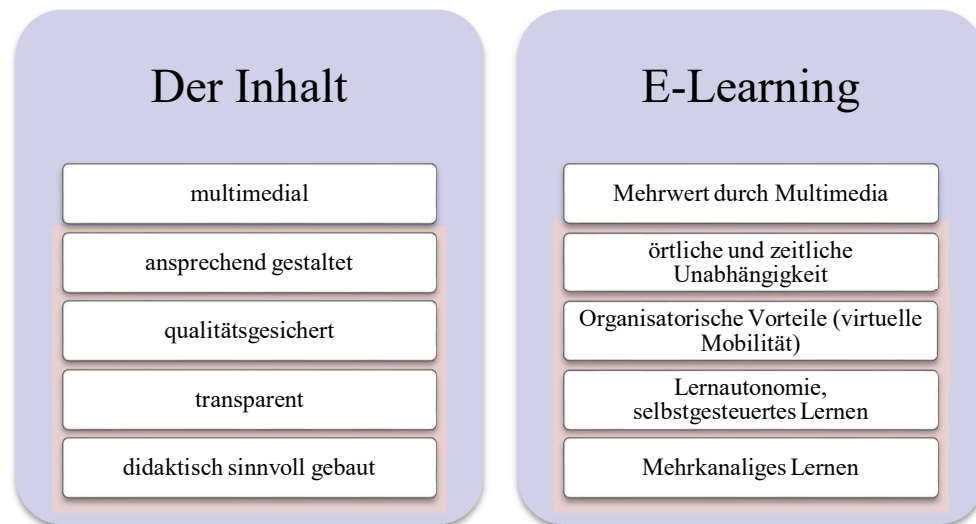 Der Inhalt
multimedial
ansprechend gestaltet
qualitätsgesichert
transparent
didaktisch sinnvoll gebaut
E-Learning
Mehrwert durch Multimedia
örtliche und zeitliche
Unabhängigkeit
Organisatorische Vorteile (virtuelle
Mobilität)
Lernautonomie,
selbstgesteuertes Lernen
Mehrkanaliges Lernen